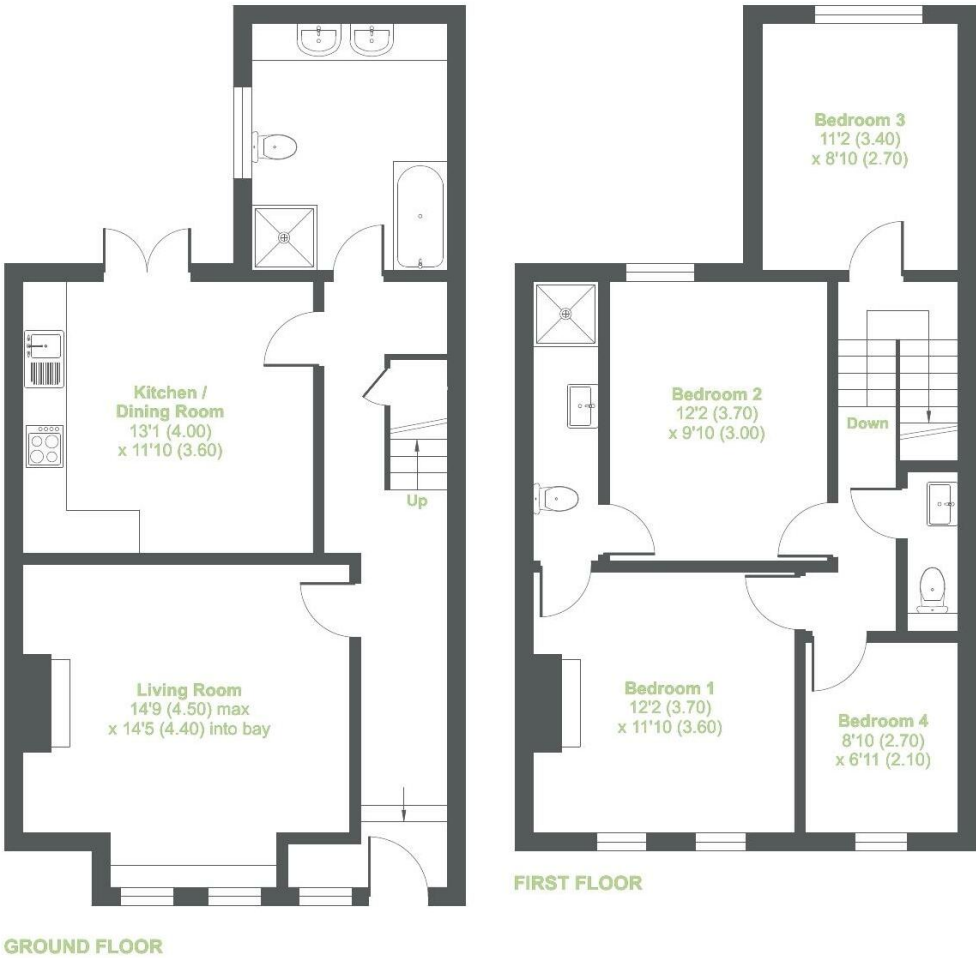 Kitchen /
Dining Room
13'1 (4.00)
x 11'10 (3.60)
Up
Living Room
14'9 (4.50) max
x 14'5 (4.40) into bay
GROUND FLOOR
Bedroom 3
11'2 (3.40)
x 8'10 (2.70)
Bedroom 2
12'2 (3.70)
x 9'10 (3.00)
Down
Bedroom 1
12'2 (3.70)
x 11'10 (3.60)
Bedroom 4
8'10 (2.70)
x 6'11 (2.10)
FIRST FLOOR